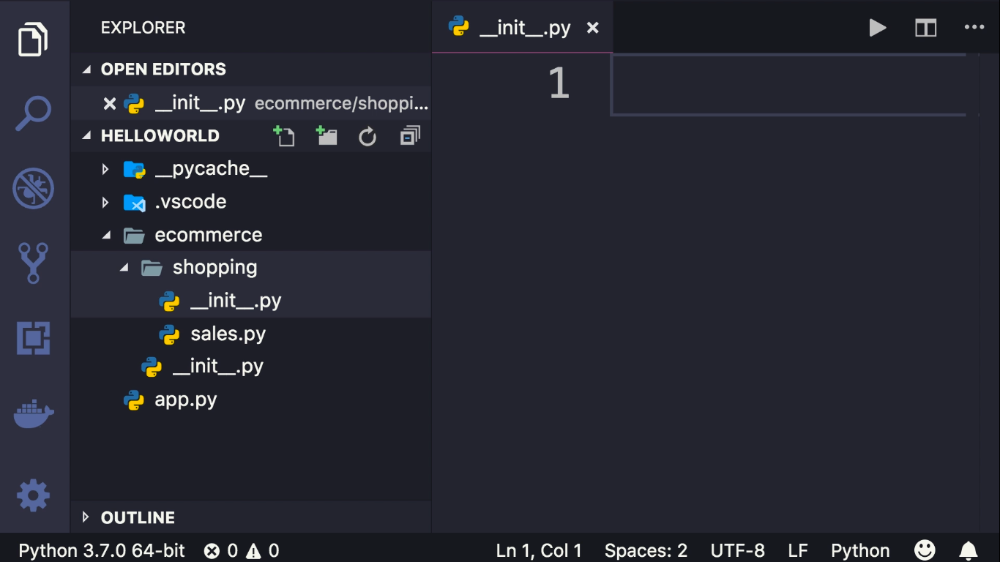 EXPLORER
OPEN EDITORS
__init__.py ecommerce/shoppi...
HELLOWORLD
__pycache__
.vscode
ecommerce
shopping
__init__.py
sales.py
__init__.py
app.py
OUTLINE
__init__.py
1
Python 3.7.0 64-bit 0 0 Ln 1, Col 1 Spaces: 2 UTF-8 LF Python